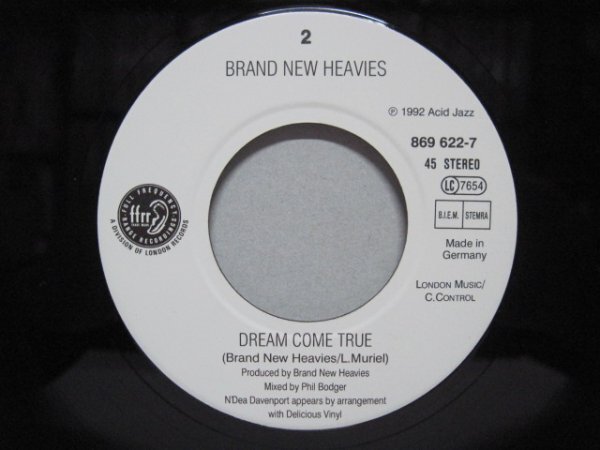 2
BRAND NEW HEAVIES
℗ 1992 Acid Jazz
869 622-7
45 STEREO
LC 7654
B.I.E.M. STEMRA
Made in
Germany
LONDON MUSIC/
C.CONTROL
FULL FREQUENCY
ffrr
RANGE RECORDINGS
A DIVISION OF LONDON RECORDS
DREAM COME TRUE
(Brand New Heavies/L.Muriel)
Produced by Brand New Heavies
Mixed by Phil Bodger
N'Dea Davenport appears by arrangement
with Delicious Vinyl